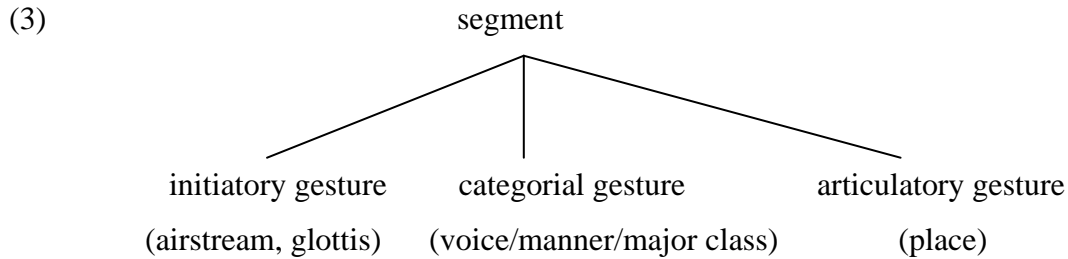 (3) segment
initiatory gesture categorial gesture articulatory gesture
(airstream, glottis) (voice/manner/major class) (place)